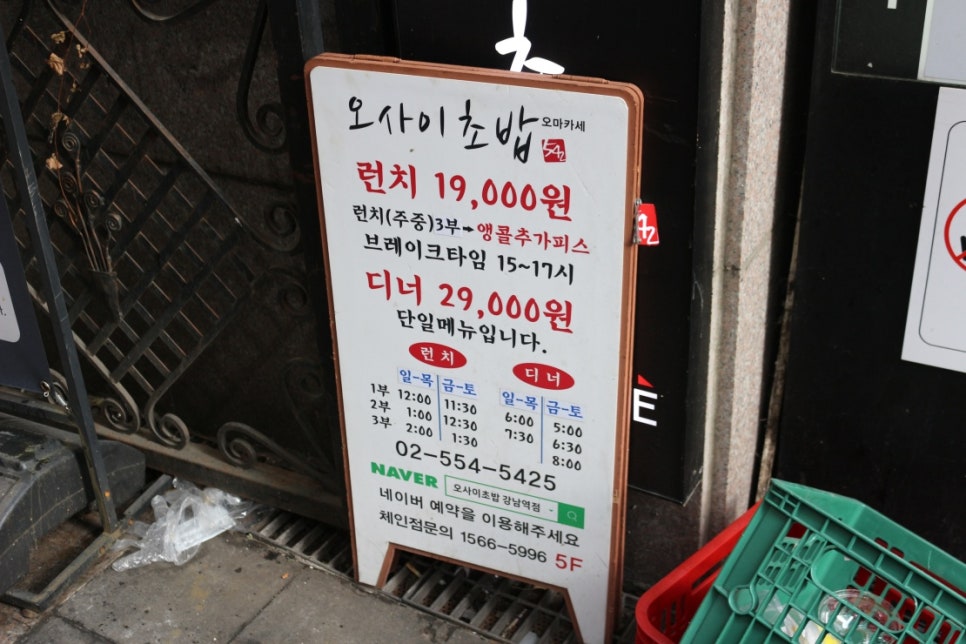 오사이초밥 오마카세
542
런치 19,000원
런치(주중)3부→앵콜추가피스
브레이크타임 15~17시
디너 29,000원
단일메뉴입니다.
런치 디너
일-목 금-토 일-목 금-토
1부 12:00 11:30 6:00 5:00
2부 1:00 12:30 7:30 6:30
3부 2:00 1:30 8:00
02-554-5425
NAVER 오사이초밥 강남역점
네이버 예약을 이용해주세요
체인점문의 1566-5996 5F
E